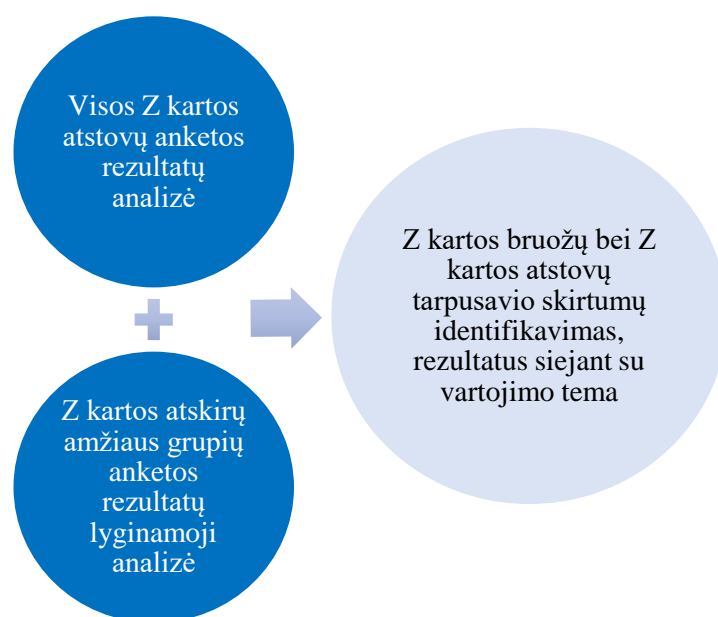 Visos Z kartos
atstovų anketos
rezultatų
analizė
Z kartos atskirų
amžiaus grupių
anketos
rezultatų
lyginamoji
analizė
Z kartos bruožų bei Z
kartos atstovų
tarpusavio skirtumų
identifikavimas,
rezultatus siejant su
vartojimo tema